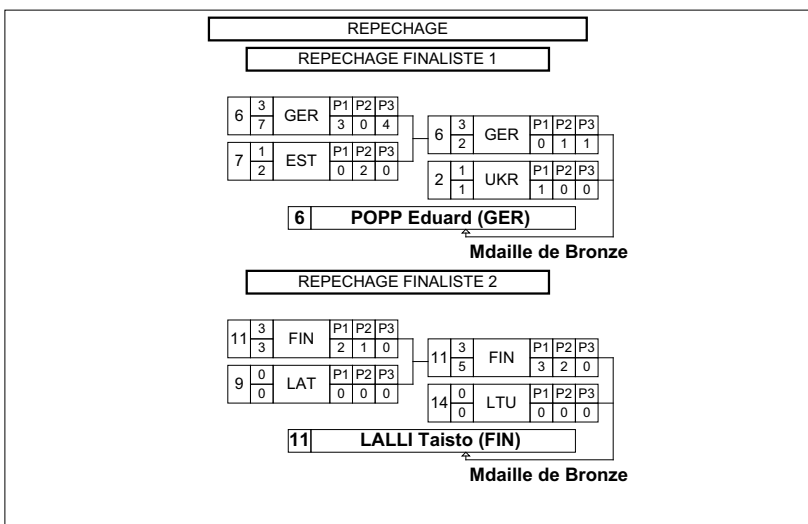 REPECHAGE
REPECHAGE FINALISTE 1
6 3 GER P1 P2 P3
7 3 0 4
7 1 EST P1 P2 P3
2 0 2 0
6 3 GER P1 P2 P3
2 0 1 1
2 1 UKR P1 P2 P3
1 1 0 0
6 POPP Eduard (GER)
Mdaille de Bronze
REPECHAGE FINALISTE 2
11 3 FIN P1 P2 P3
3 2 1 0
9 0 LAT P1 P2 P3
0 0 0 0
11 3 FIN P1 P2 P3
5 3 2 0
14 0 LTU P1 P2 P3
0 0 0 0
11 LALLI Taisto (FIN)
Mdaille de Bronze